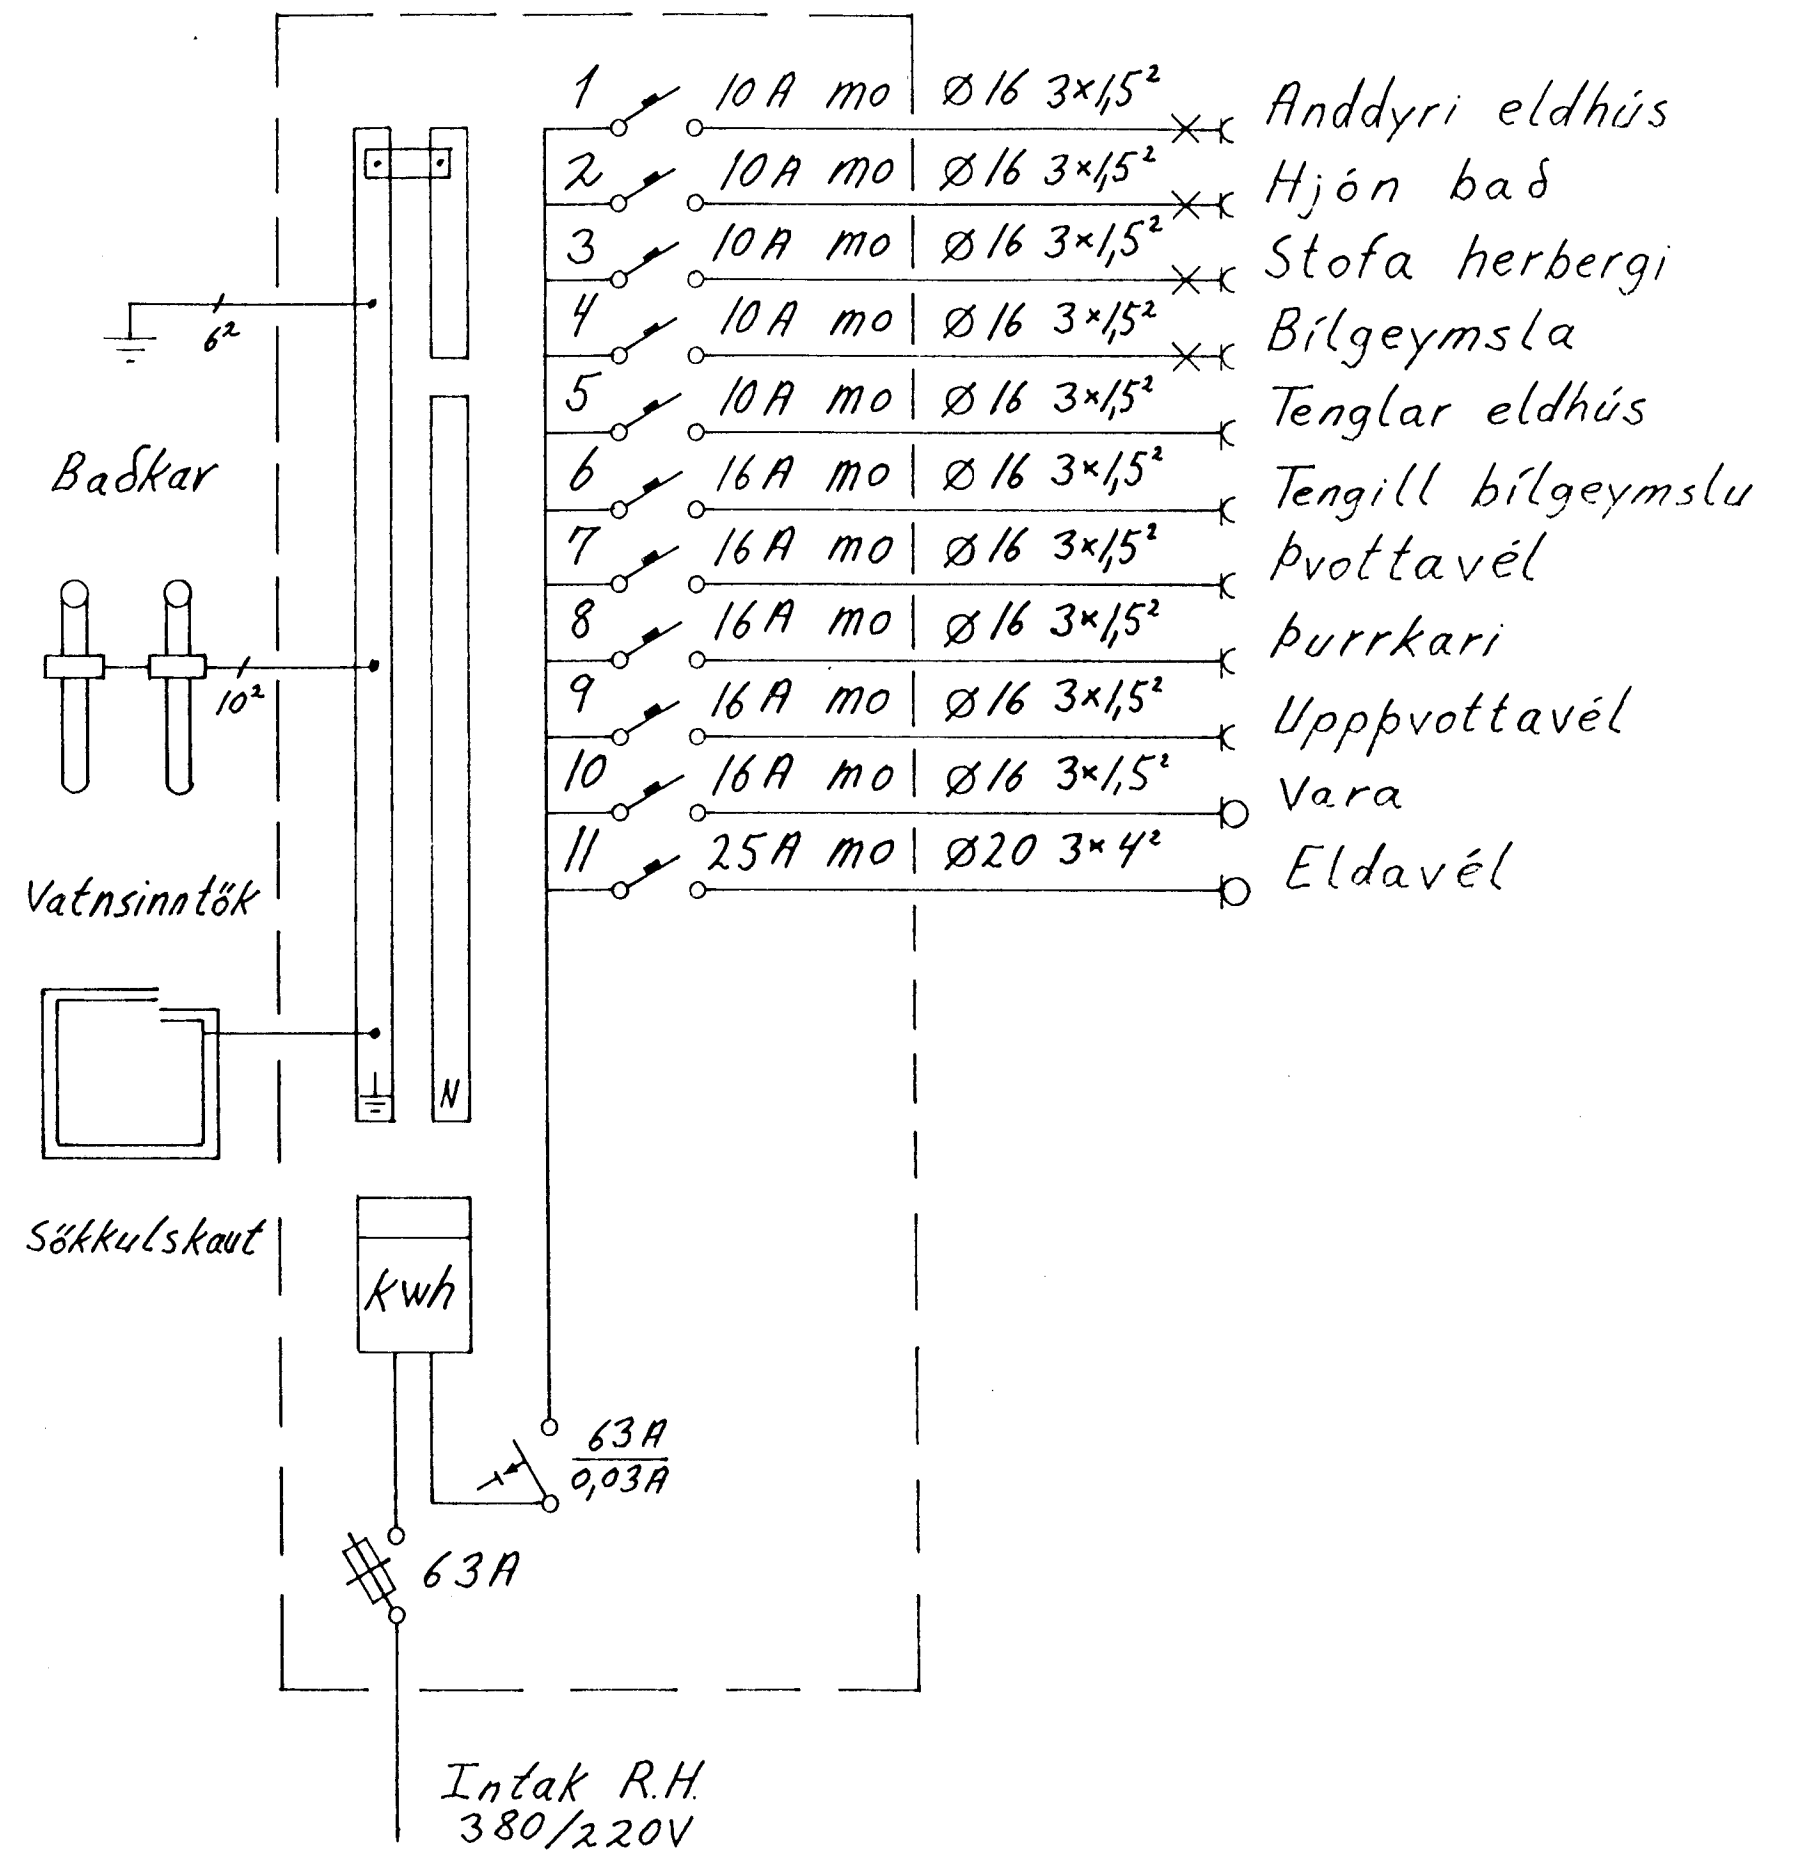 1 10A mo Ø16 3×1,5² Anddyri eldhús
2 10A mo Ø16 3×1,5² Hjón bað
3 10A mo Ø16 3×1,5² Stofa herbergi
4 10A mo Ø16 3×1,5² Bílgeymsla
5 10A mo Ø16 3×1,5² Tenglar eldhús
6 16A mo Ø16 3×1,5² Tengill bílgeymslu
7 16A mo Ø16 3×1,5² Þvottavél
8 16A mo Ø16 3×1,5² Þurrkari
9 16A mo Ø16 3×1,5² Uppþvottavél
10 16A mo Ø16 3×1,5² Vara
11 25A mo Ø20 3×4² Eldavél
6²
Baðkar
10²
Vatnsinntök
N
Sökkulskaut
kwh
63A
0,03A
63A
Intak R.H.
380/220V